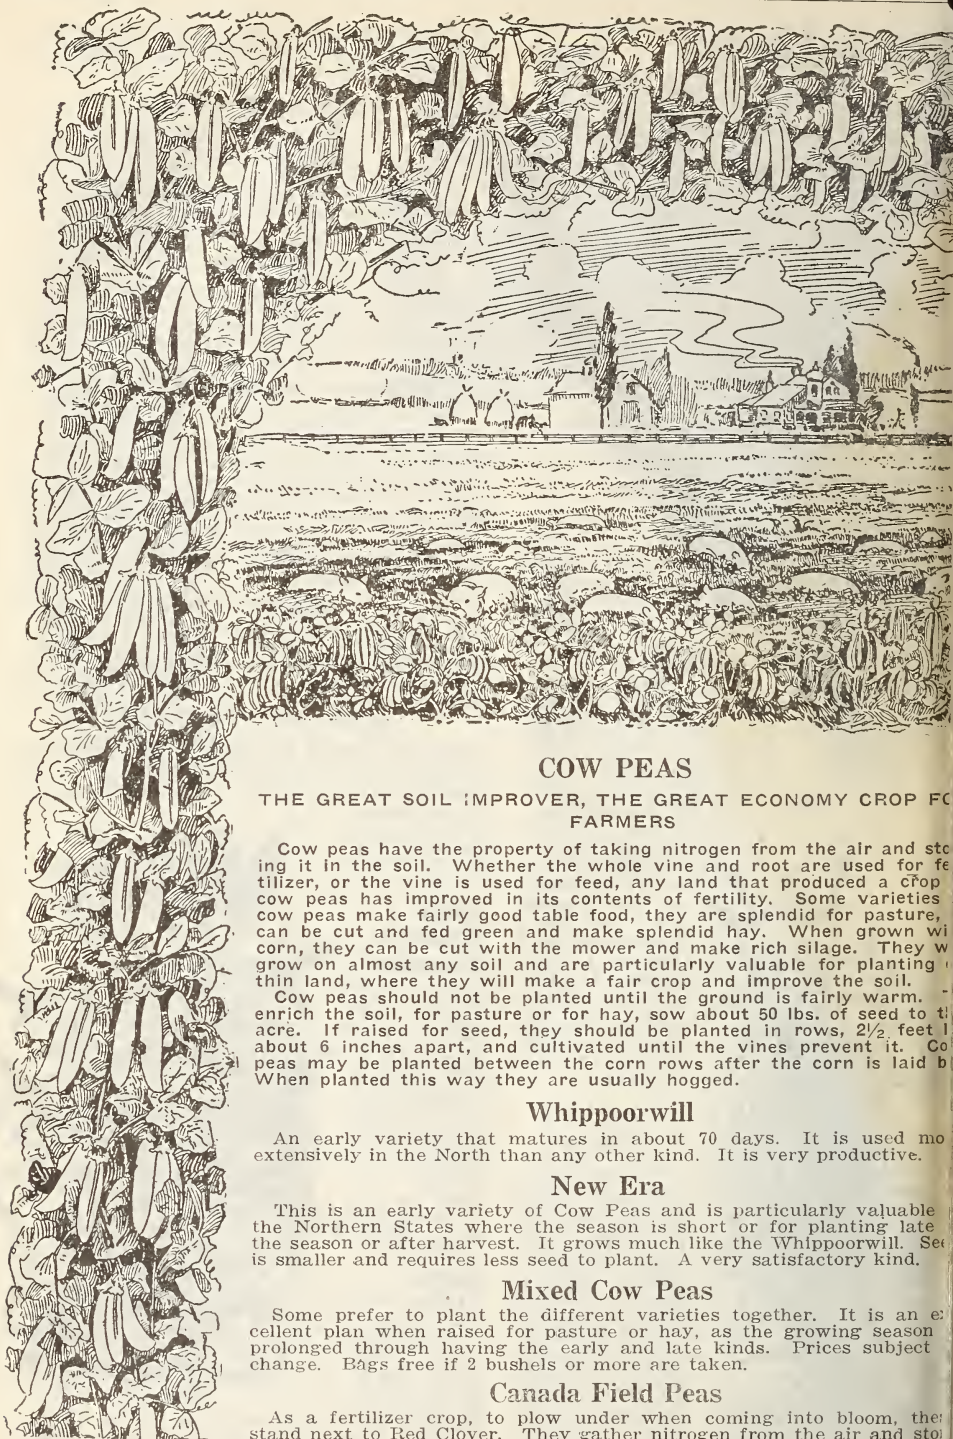 COW PEAS
THE GREAT SOIL IMPROVER, THE GREAT ECONOMY CROP
FARMERS
Cow peas have the property of taking nitrogen from the air and
ing it in the soil. Whether the whole vine and root are used for
tilizer, or the vine is used for feed, any land that produced a crop
cow peas has improved in its contents of fertility. Some varieties
cow peas make fairly good table food, they are splendid for pasture,
can be cut and fed green and make splendid hay. When grown
corn, they can be cut with the mower and make rich silage. They
grow on almost any soil and are particularly valuable for planting
thin land, where they will make a fair crop and improve the soil.
Cow peas should not be planted until the ground is fairly warm.
enrich the soil, for pasture or for hay, sow about 50 lbs. of seed to
acre. If raised for seed, they should be planted in rows, 2½ feet
about 6 inches apart, and cultivated until the vines prevent it.
peas may be planted between the corn rows after the corn is laid
When planted this way they are usually hogged.
Whippoorwill
An early variety that matures in about 70 days. It is used
extensively in the North than any other kind. It is very productive.
New Era
This is an early variety of Cow Peas and is particularly valuable
the Northern States where the season is short or for planting late
the season or after harvest. It grows much like the Whippoorwill.
is smaller and requires less seed to plant. A very satisfactory kind.
Mixed Cow Peas
Some prefer to plant the different varieties together. It is an
cellent plan when raised for pasture or hay, as the growing season
prolonged through having the early and late kinds. Prices subject
change. Bags free if 2 bushels or more are taken.
Canada Field Peas
As a fertilizer crop, to plow under when coming into bloom,
stand next to Red Clover. They gather nitrogen from the air and